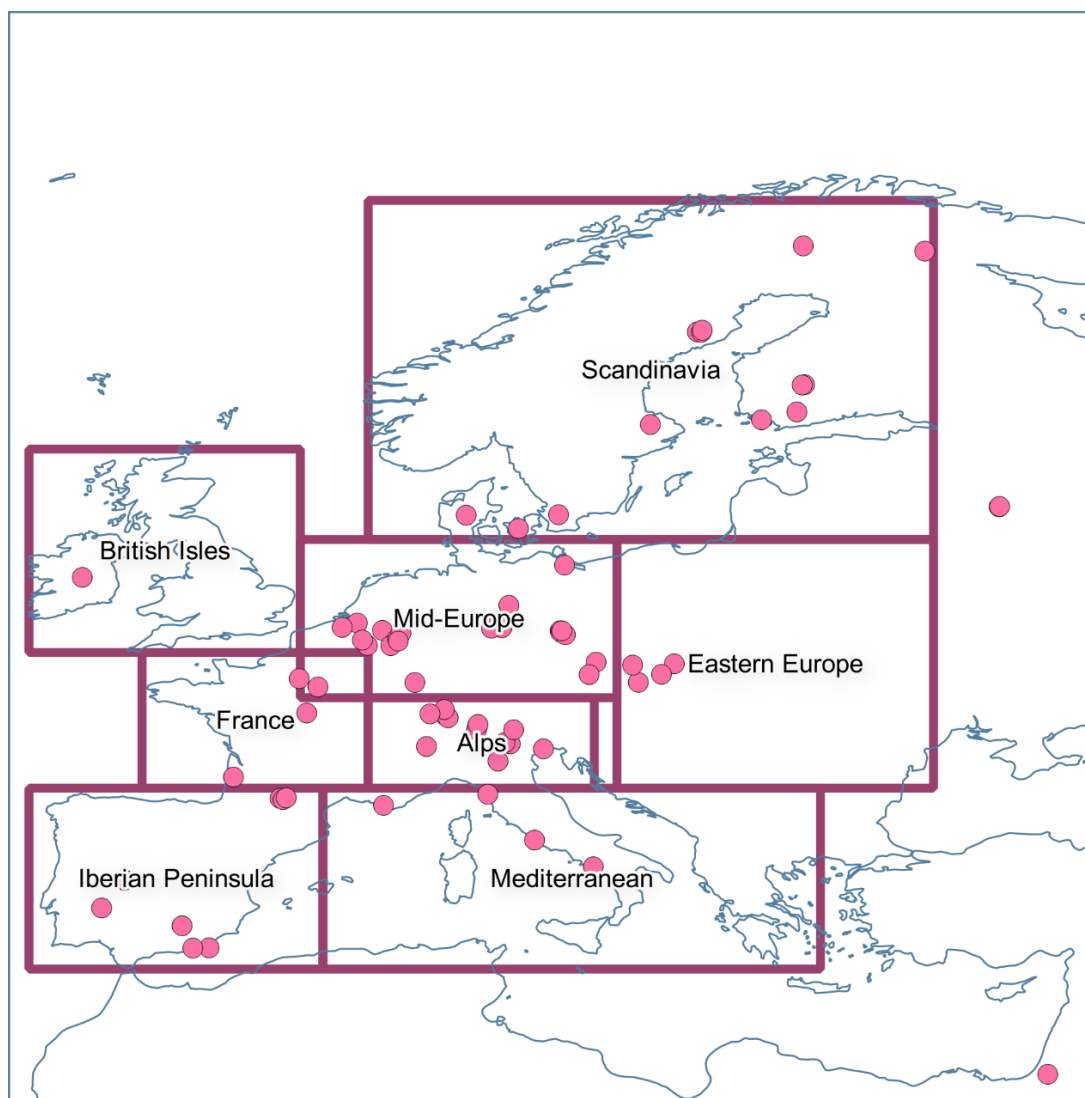 Scandinavia
British Isles
Mid-Europe
Eastern Europe
France
Alps
Iberian Peninsula
Mediterranean